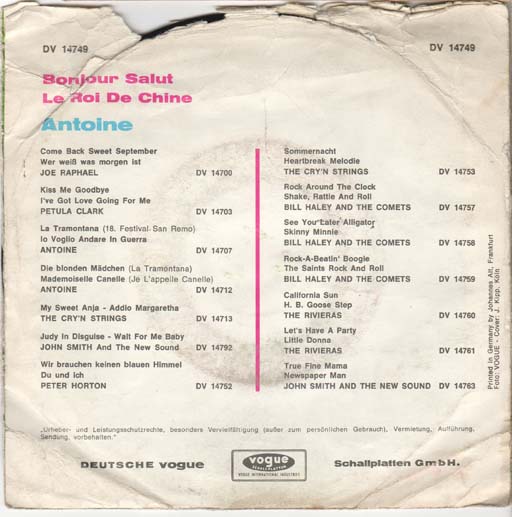 DV 14749
DV 14749
Bonjour Salut
Le Roi De Chine
Antoine
Come Back Sweet September
Wer weiß was morgen ist
JOE RAPHAEL DV 14700
Kiss Me Goodbye
I've Got Love Going For Me
PETULA CLARK DV 14703
La Tramontana (18. Festival San Remo)
Io Voglio Andare In Guerra
ANTOINE DV 14707
Die blonden Mädchen (La Tramontana)
Mademoiselle Canelle (Je L'appelle Canelle)
ANTOINE DV 14712
My Sweet Anja - Addio Margaretha
THE CRY'N STRINGS DV 14713
Judy In Disguise - Wait For Me Baby
JOHN SMITH And The New Sound DV 14792
Wir brauchen keinen blauen Himmel
Du und ich
PETER HORTON DV 14752
Sommernacht
Heartbreak Melodie
THE CRY'N STRINGS DV 14753
Rock Around The Clock
Shake, Rattle And Roll
BILL HALEY AND THE COMETS DV 14757
See You Later Alligator
Skinny Minnie
BILL HALEY AND THE COMETS DV 14758
Rock-A-Beatin' Boogie
The Saints Rock And Roll
BILL HALEY AND THE COMETS DV 14759
California Sun
H. B. Goose Step
THE RIVIERAS DV 14760
Let's Have A Party
Little Donna
THE RIVIERAS DV 14761
True Fine Mama
Newspaper Man
JOHN SMITH AND THE NEW SOUND DV 14763
Printed in Germany by Johannes Alt, Frankfurt
Foto: VOGUE - Cover: J. Kipp, Köln
„Urheber- und Leistungsschutzrechte, besonders Vervielfältigung (außer zum persönlichen Gebrauch), Vermietung, Aufführung,
Sendung, vorbehalten."
DEUTSCHE VOGUE
vogue
SCHALLPLATTEN
VOGUE INTERNATIONAL INDUSTRIES
Schallplatten GmbH.